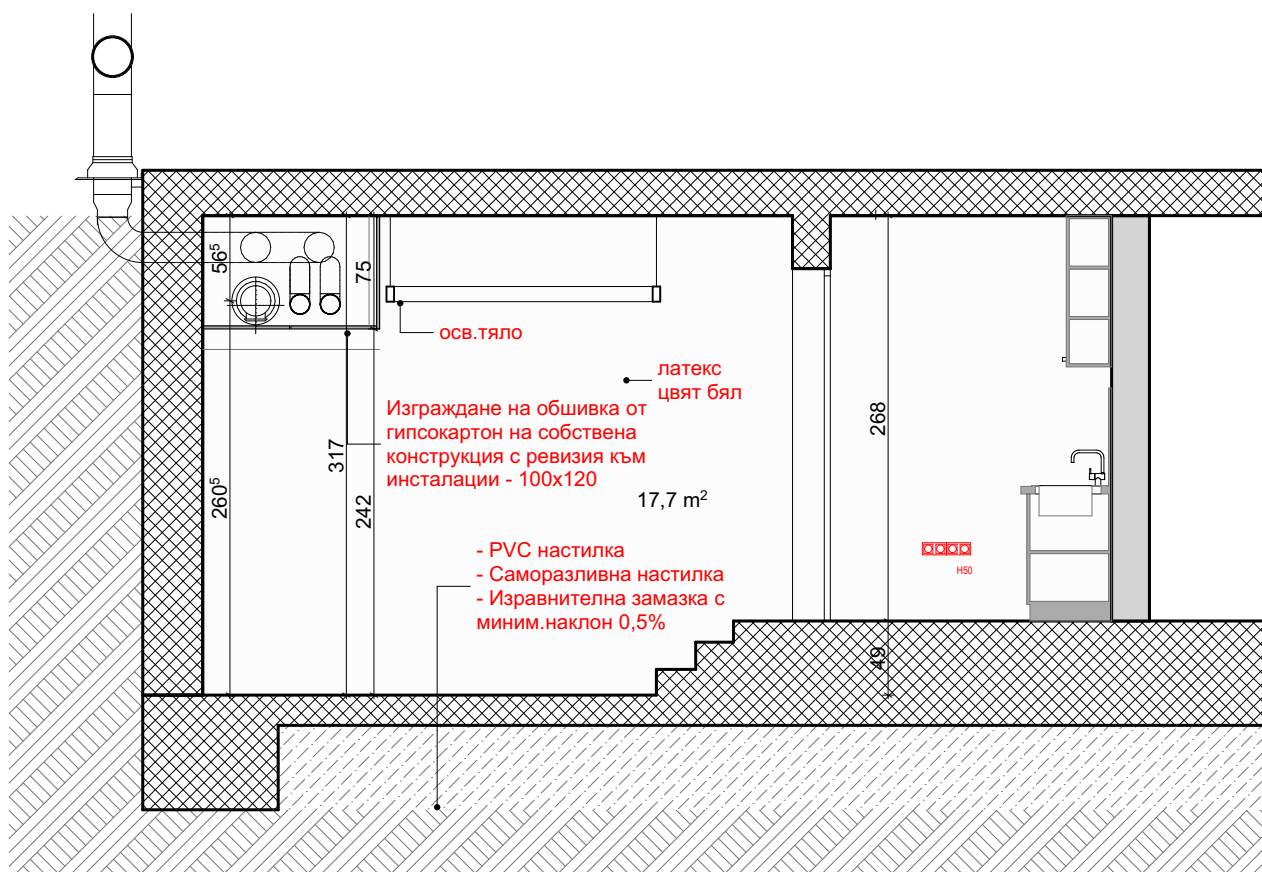 56⁵
75
осв.тяло
латекс
цвят бял
Изграждане на обшивка от
гипсокартон на собствена
конструкция с ревизия към
инсталации - 100x120
317
268
260⁵
242
17,7 m²
- PVC настилка
- Саморазливна настилка
- Изравнителна замазка с
миним.наклон 0,5%
H50
49